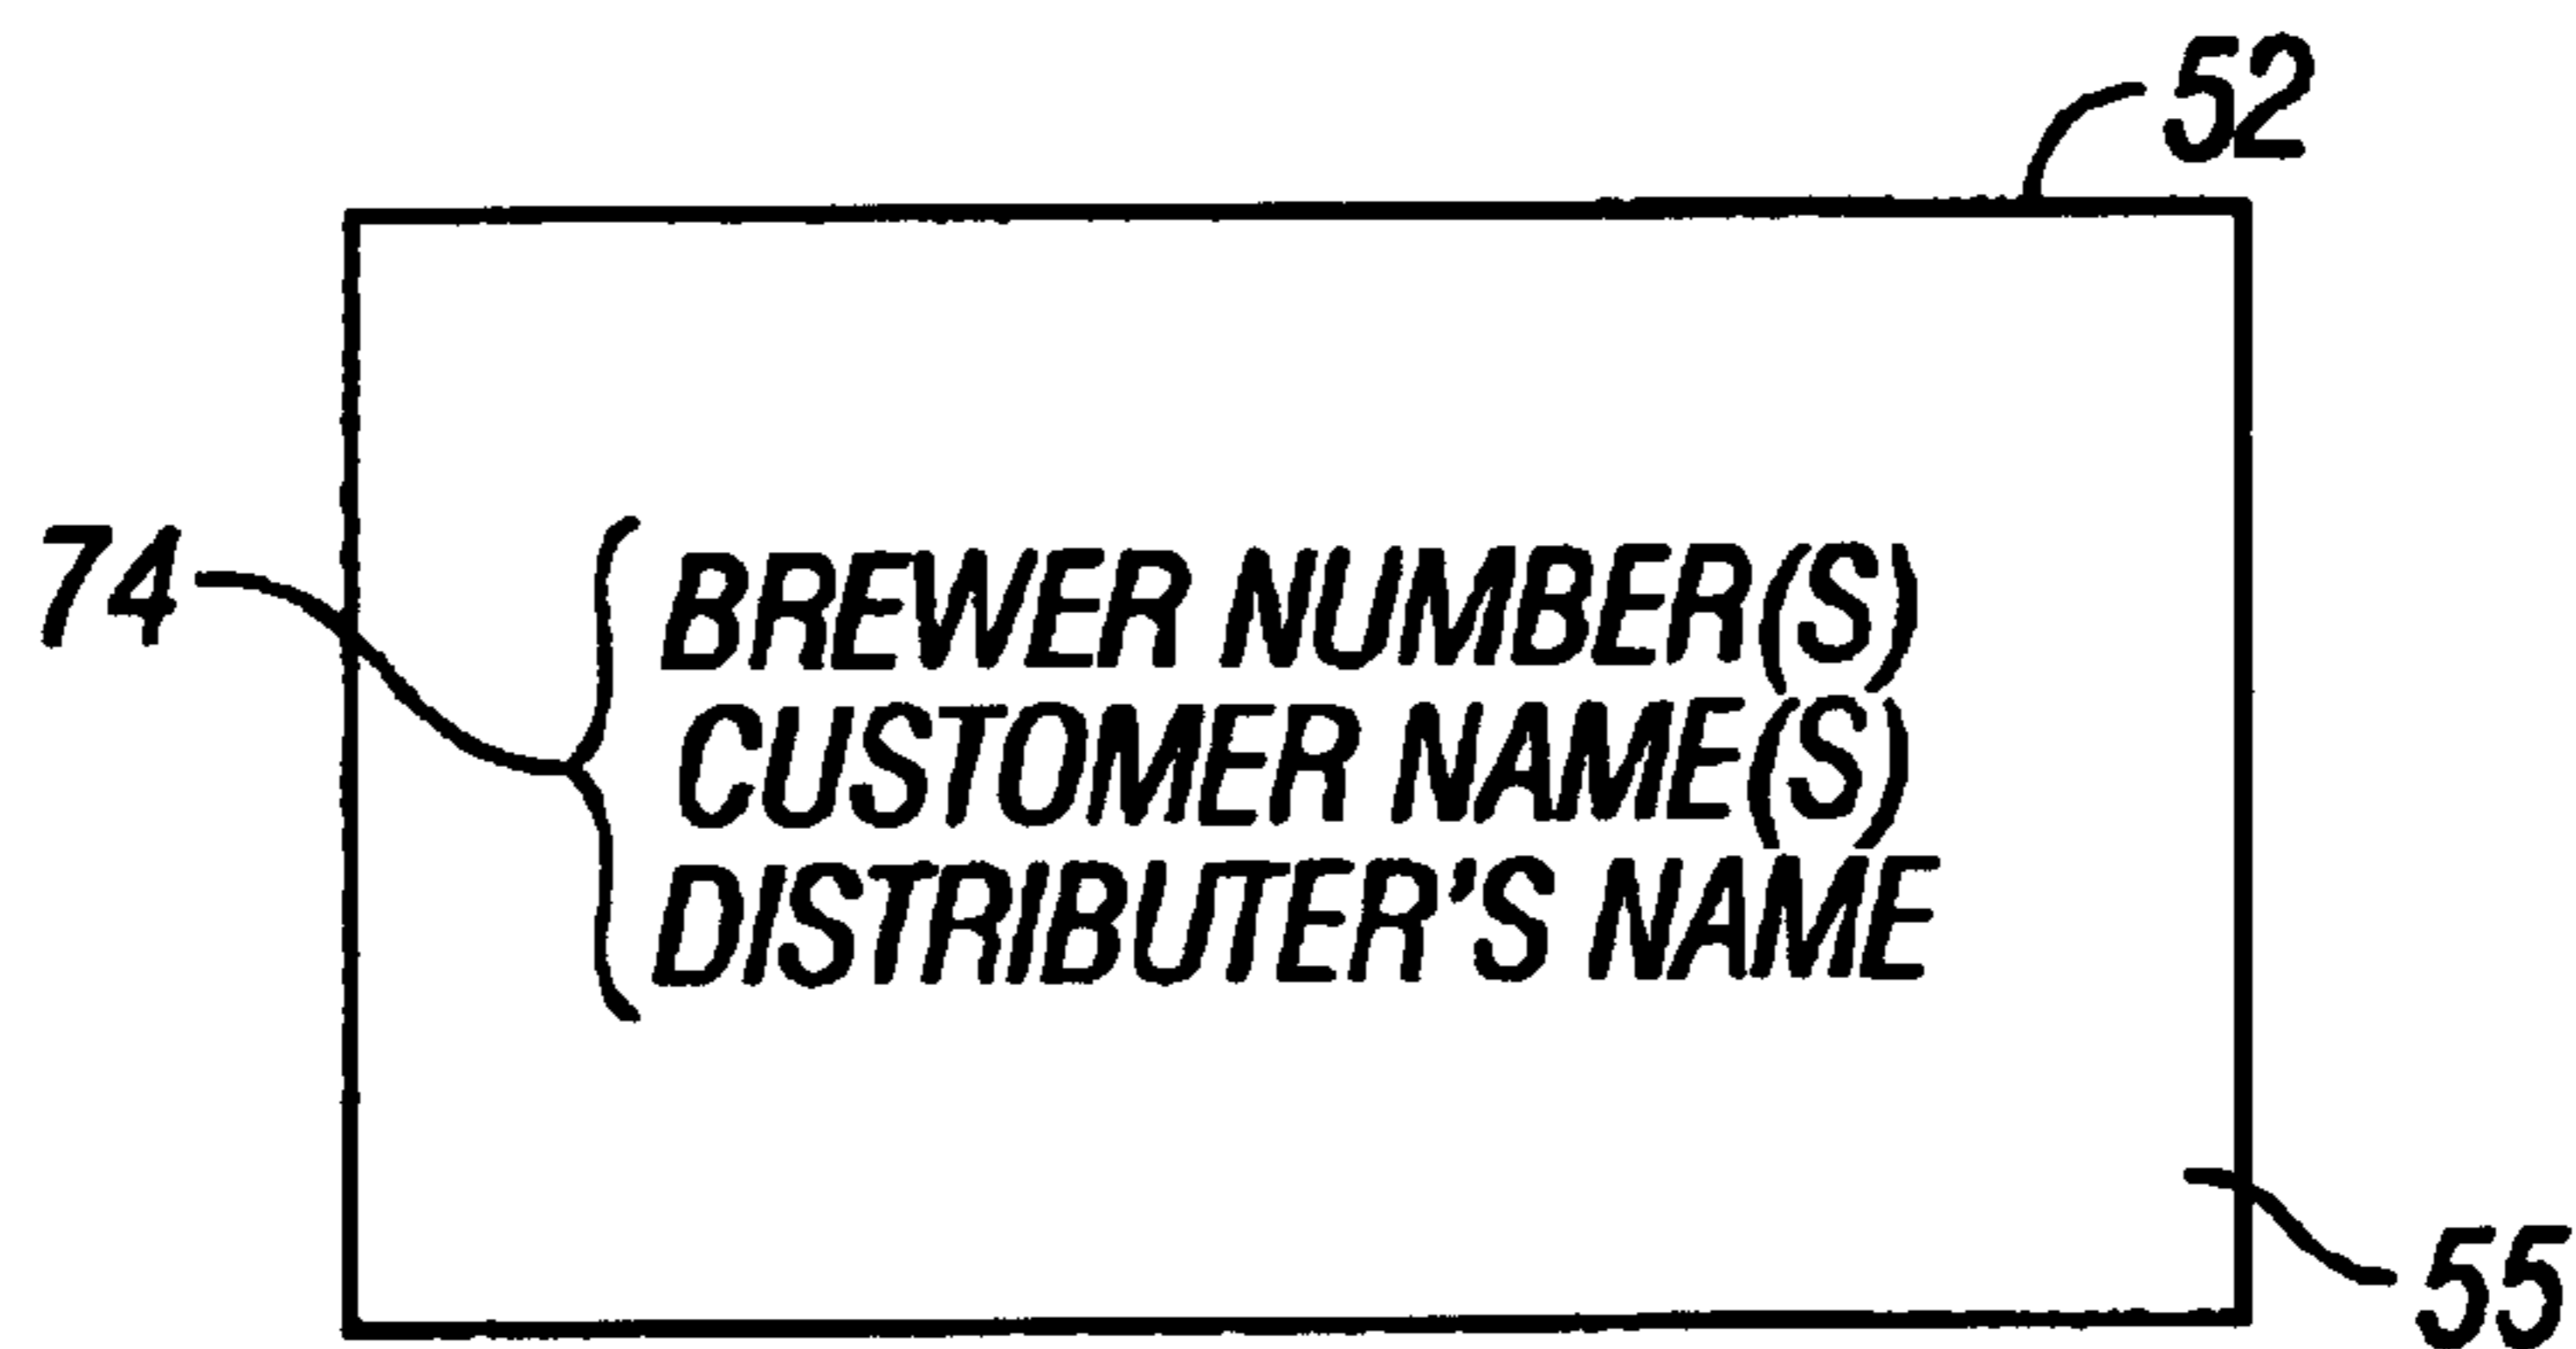 52
74
BREWER NUMBER(S)
CUSTOMER NAME(S)
DISTRIBUTER'S NAME
55